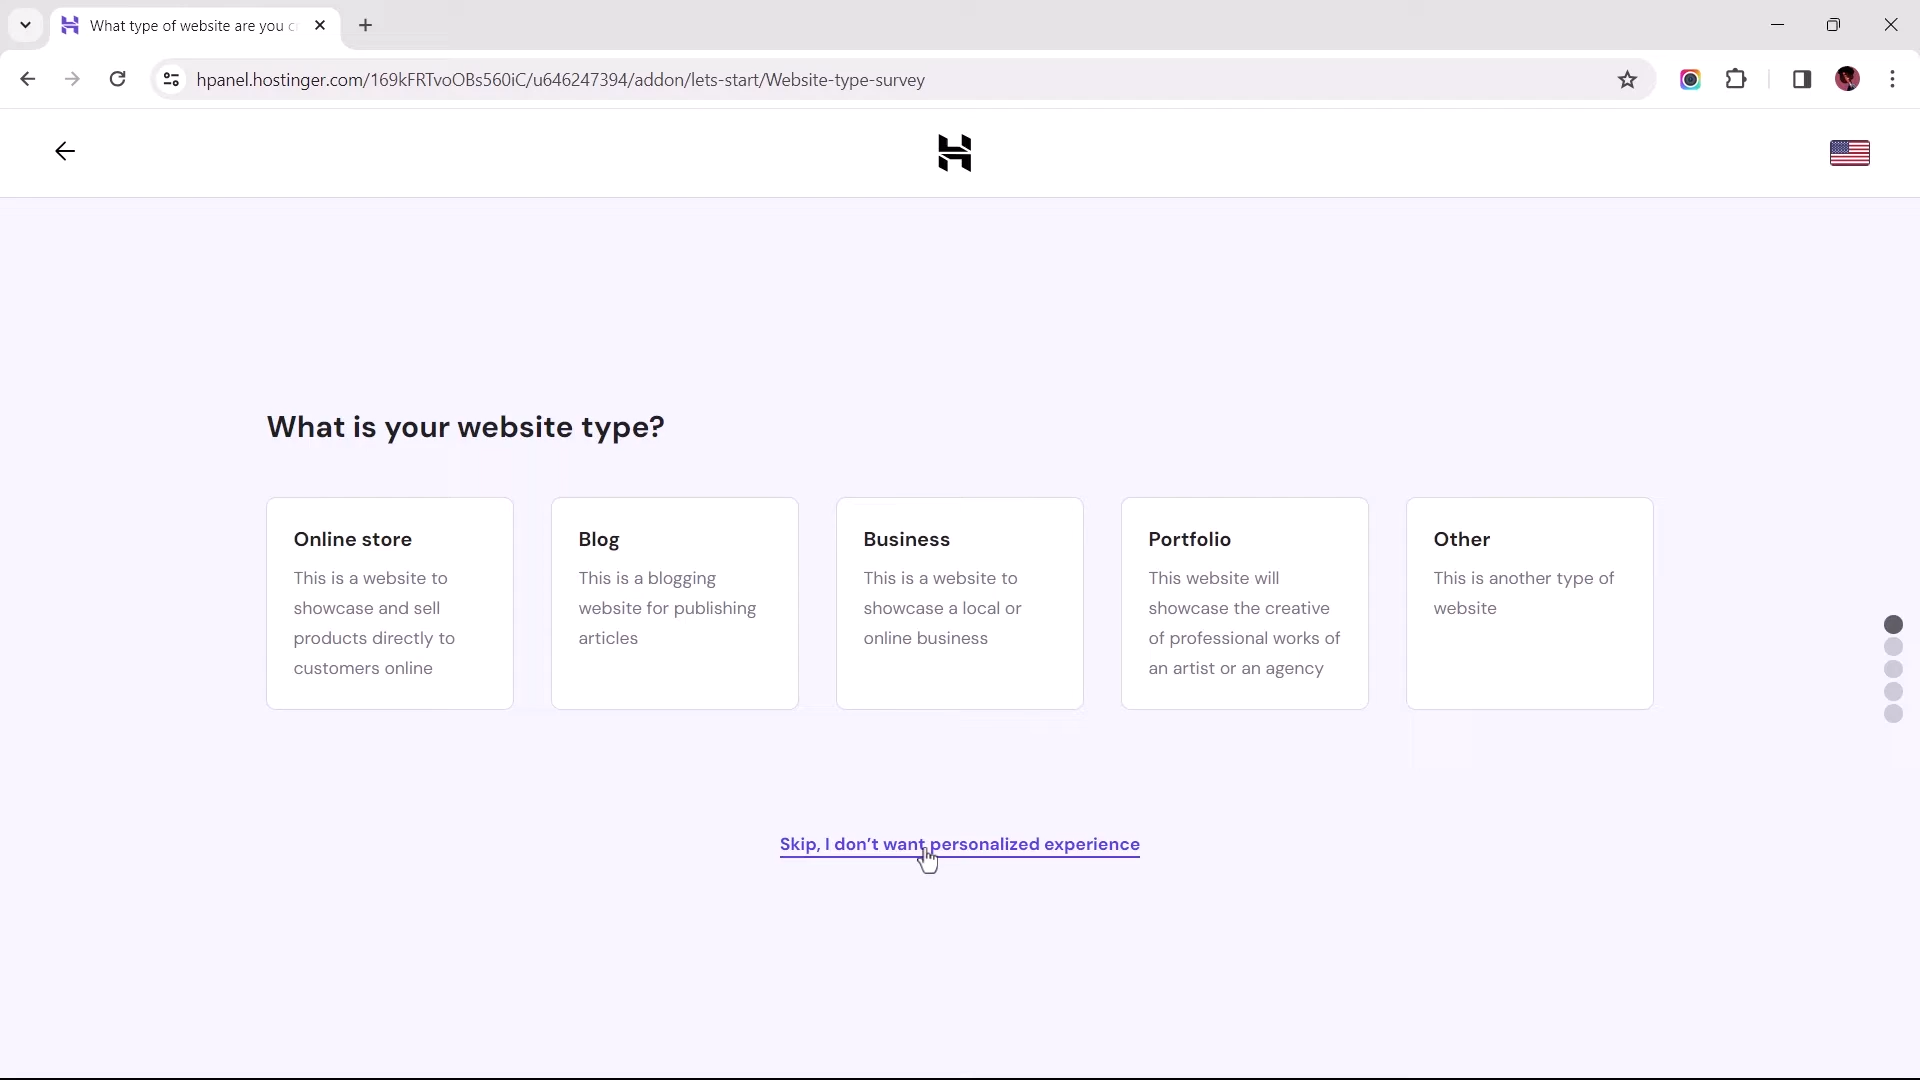 What type of website are you c
hpanel.hostinger.com/169kFRTvoOBs560iC/u646247394/addon/lets-start/Website-type-survey
What is your website type?
Online store
This is a website to
showcase and sell
products directly to
customers online
Blog
This is a blogging
website for publishing
articles
Business
This is a website to
showcase a local or
online business
Portfolio
This website will
showcase the creative
of professional works of
an artist or an agency
Other
This is another type of
website
Skip, I don't want personalized experience